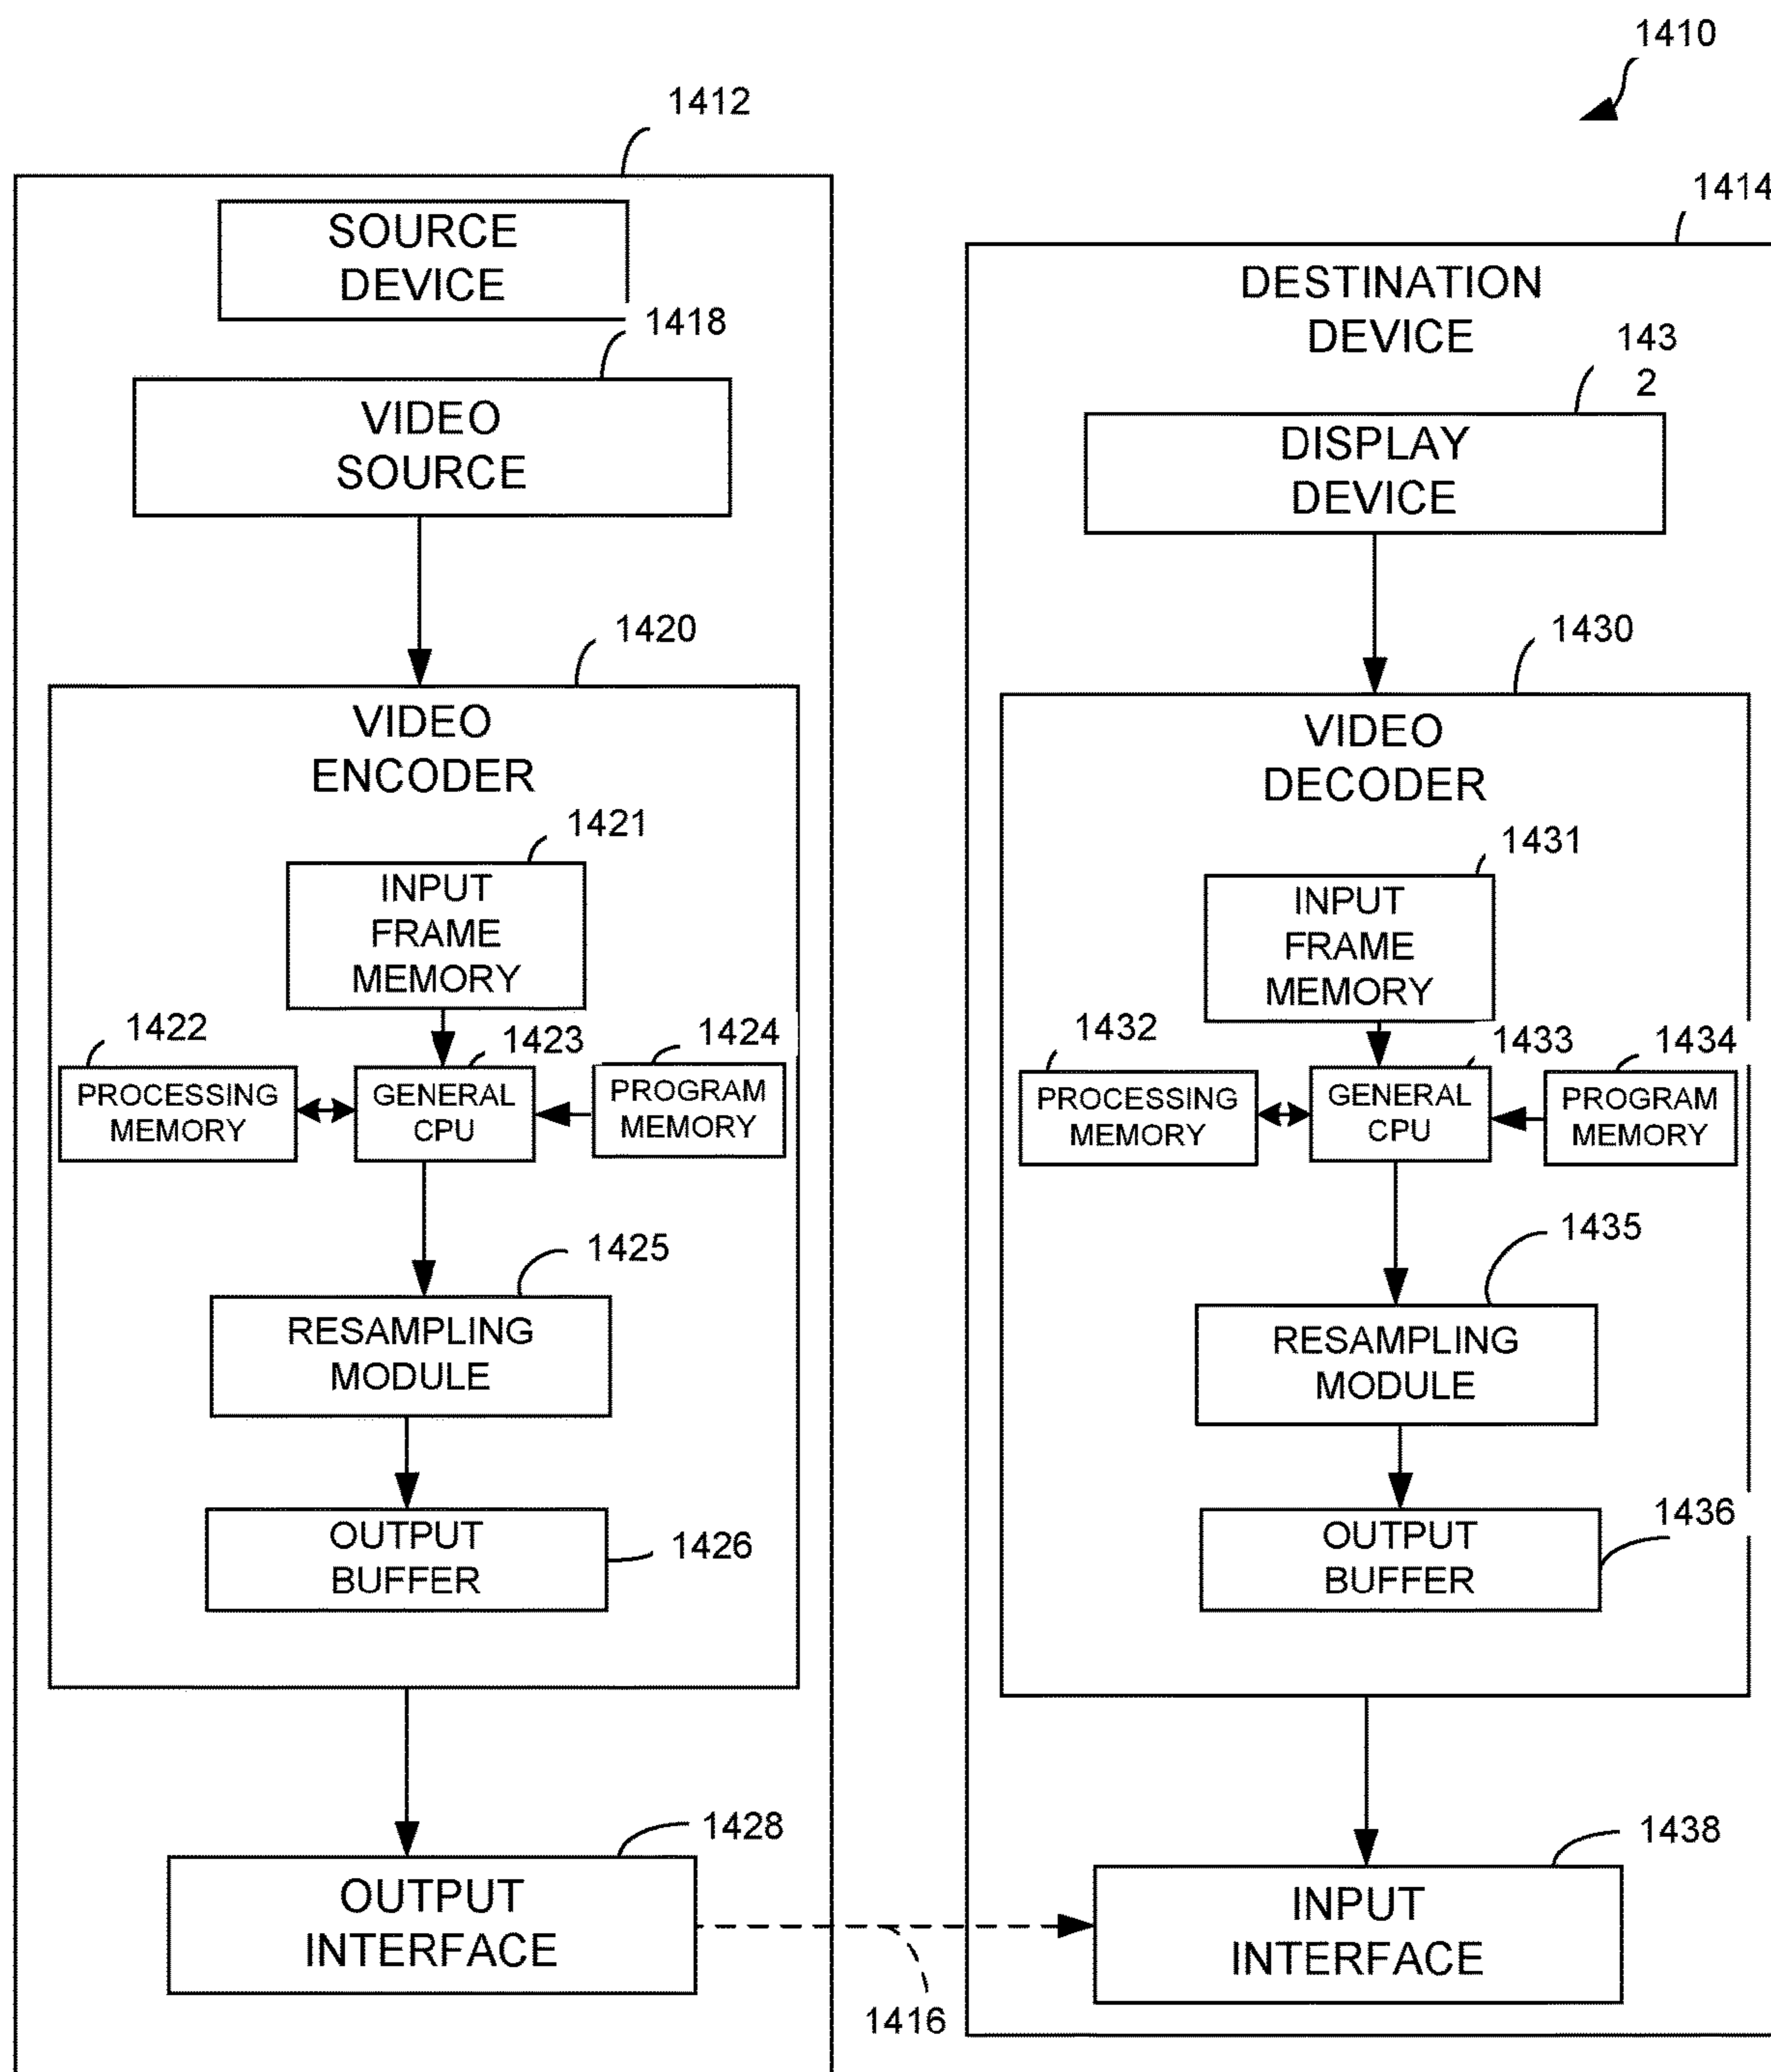 1410
1412
SOURCE
DEVICE
1418
VIDEO
SOURCE
1420
VIDEO
ENCODER
1421
INPUT
FRAME
MEMORY
1422
1423
1424
PROCESSING
MEMORY
GENERAL
CPU
PROGRAM
MEMORY
1425
RESAMPLING
MODULE
OUTPUT
BUFFER
1426
1428
OUTPUT
INTERFACE
1416
1414
DESTINATION
DEVICE
143
2
DISPLAY
DEVICE
1430
VIDEO
DECODER
1431
INPUT
FRAME
MEMORY
1432
1433
1434
PROCESSING
MEMORY
GENERAL
CPU
PROGRAM
MEMORY
1435
RESAMPLING
MODULE
1436
OUTPUT
BUFFER
1438
INPUT
INTERFACE